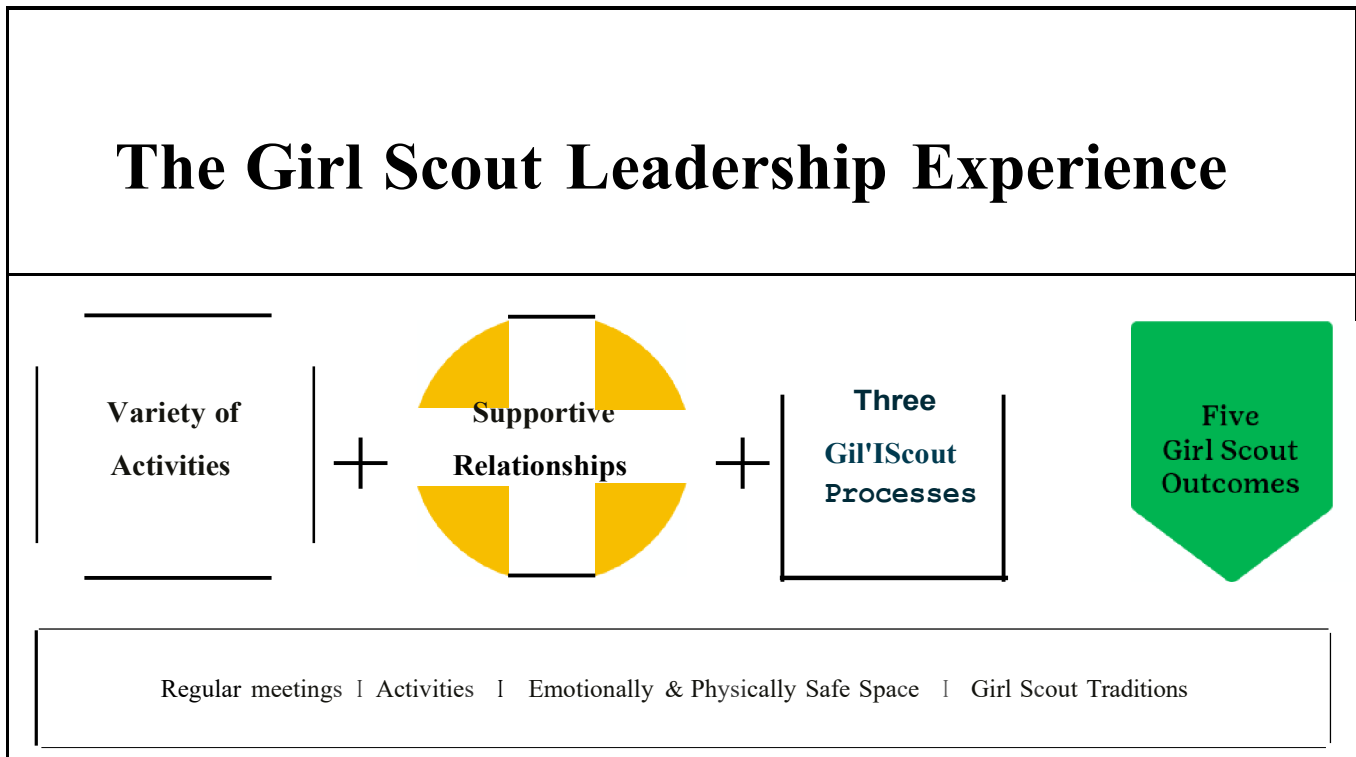 The Girl Scout Leadership Experience
Variety of
Activities
+
Supportive
Relationships
+
Three
Gil'IScout
Processes
Five
Girl Scout
Outcomes
Regular meetings I Activities I Emotionally & Physically Safe Space I Girl Scout Traditions